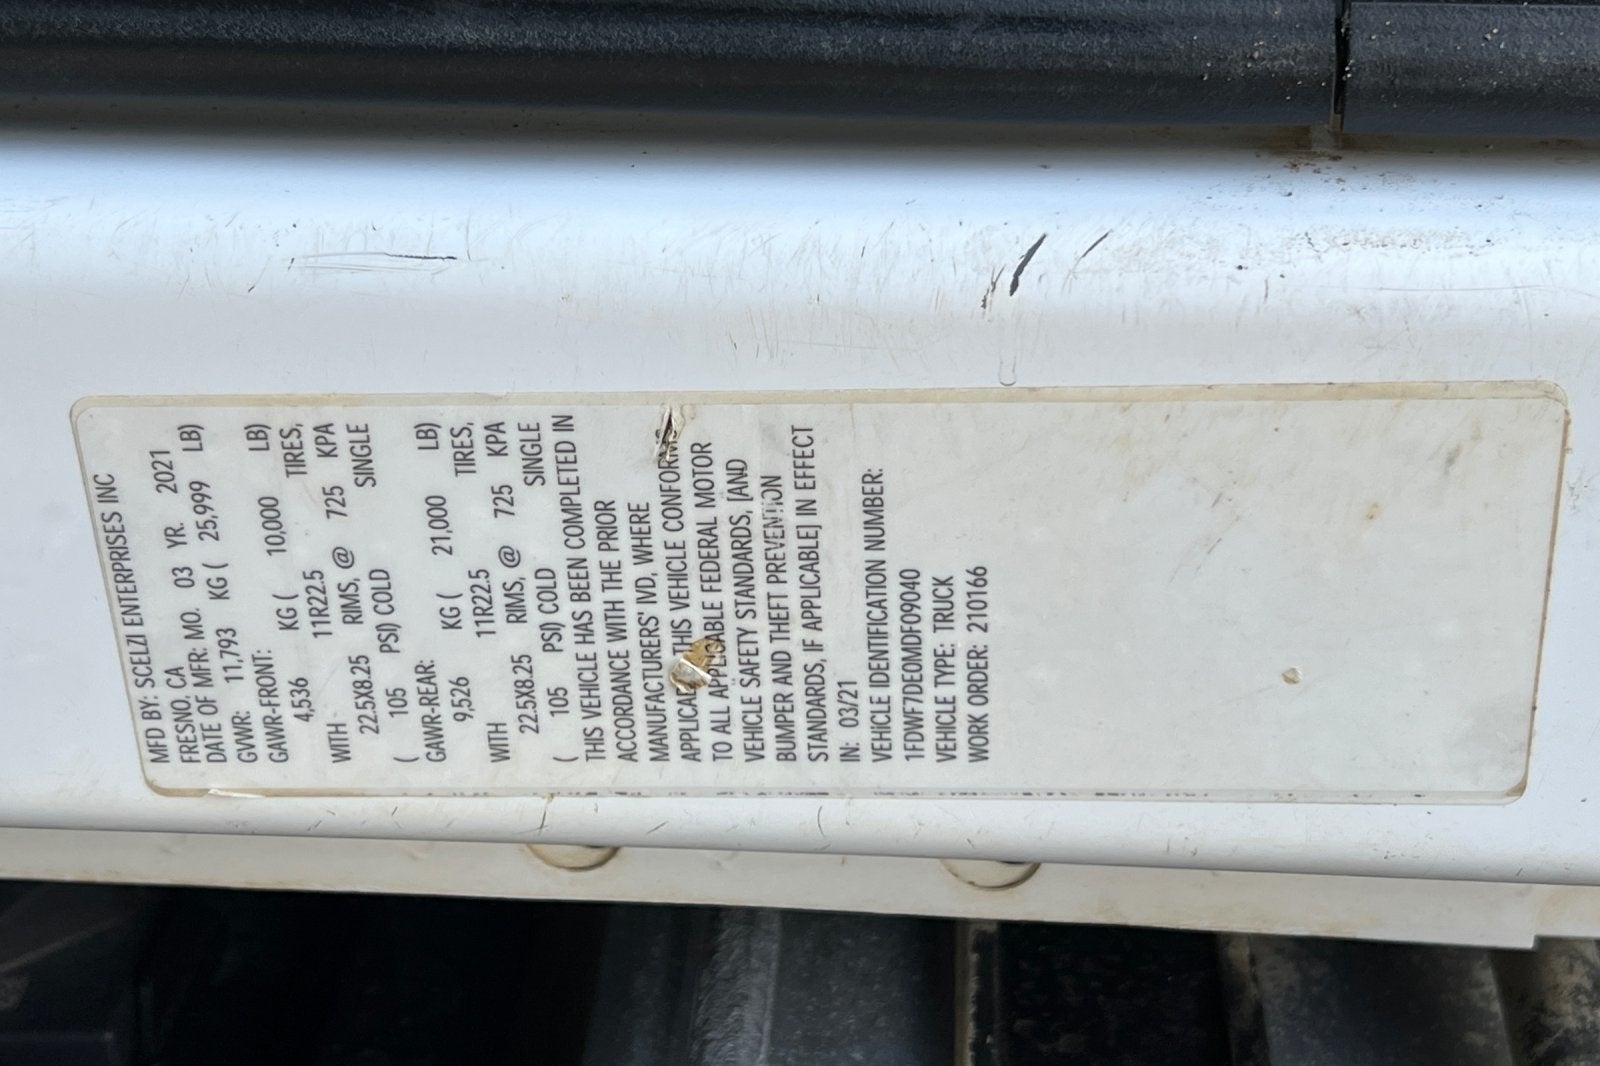 MFD BY: SCELZI ENTERPRISES INC
FRESNO, CA
DATE OF MFR: MO. 03 YR. 2021
GVWR: 11,793 KG ( 25,999 LB)
GAWR-FRONT:
4,536 KG ( 10,000 LB)
WITH 11R22.5 TIRES,
22.5X8.25 RIMS, @ 725 KPA
( 105 PSI) COLD SINGLE
GAWR-REAR:
9,526 KG ( 21,000 LB)
WITH 11R22.5 TIRES,
22.5X8.25 RIMS, @ 725 KPA
( 105 PSI) COLD SINGLE
THIS VEHICLE HAS BEEN COMPLETED IN
ACCORDANCE WITH THE PRIOR
MANUFACTURERS' IVD, WHERE
THIS VEHICLE CONFORM
TO ALL APPLICABLE FEDERAL MOTOR
VEHICLE SAFETY STANDARDS, [AND
BUMPER AND THEFT PREVENTION
STANDARDS, IF APPLICABLE] IN EFFECT
IN: 03/21
VEHICLE IDENTIFICATION NUMBER:
1FDWF7DE0MDF09040
VEHICLE TYPE: TRUCK
WORK ORDER: 210166